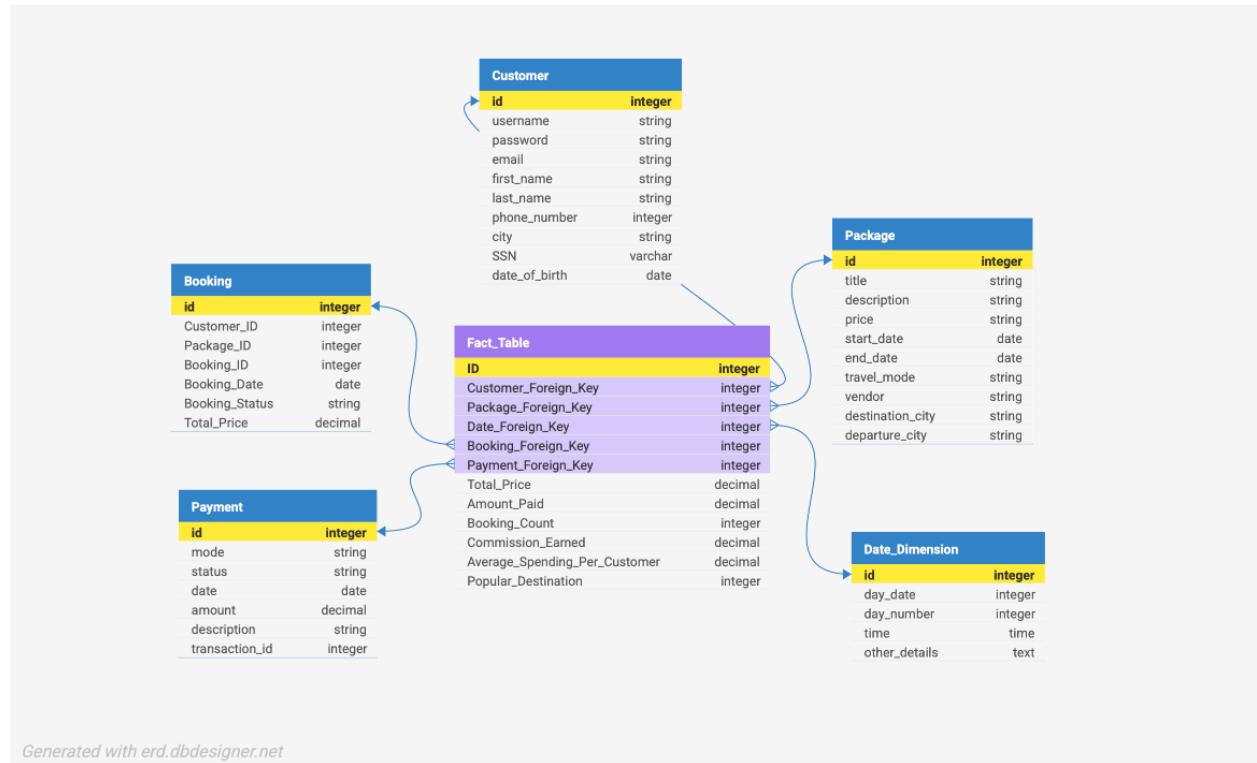 Customer
id integer
username string
password string
email string
first_name string
last_name string
phone_number integer
city string
SSN varchar
date_of_birth date
Package
id integer
title string
description string
price string
start_date date
end_date date
travel_mode string
vendor string
destination_city string
departure_city string
Booking
id integer
Customer_ID integer
Package_ID integer
Booking_ID integer
Booking_Date date
Booking_Status string
Total_Price decimal
Fact_Table
ID integer
Customer_Foreign_Key integer
Package_Foreign_Key integer
Date_Foreign_Key integer
Booking_Foreign_Key integer
Payment_Foreign_Key integer
Total_Price decimal
Amount_Paid decimal
Booking_Count integer
Commission_Earned decimal
Average_Spending_Per_Customer decimal
Popular_Destination integer
Payment
id integer
mode string
status string
date date
amount decimal
description string
transaction_id integer
Date_Dimension
id integer
day_date integer
day_number integer
time time
other_details text
Generated with erd.dbdesigner.net